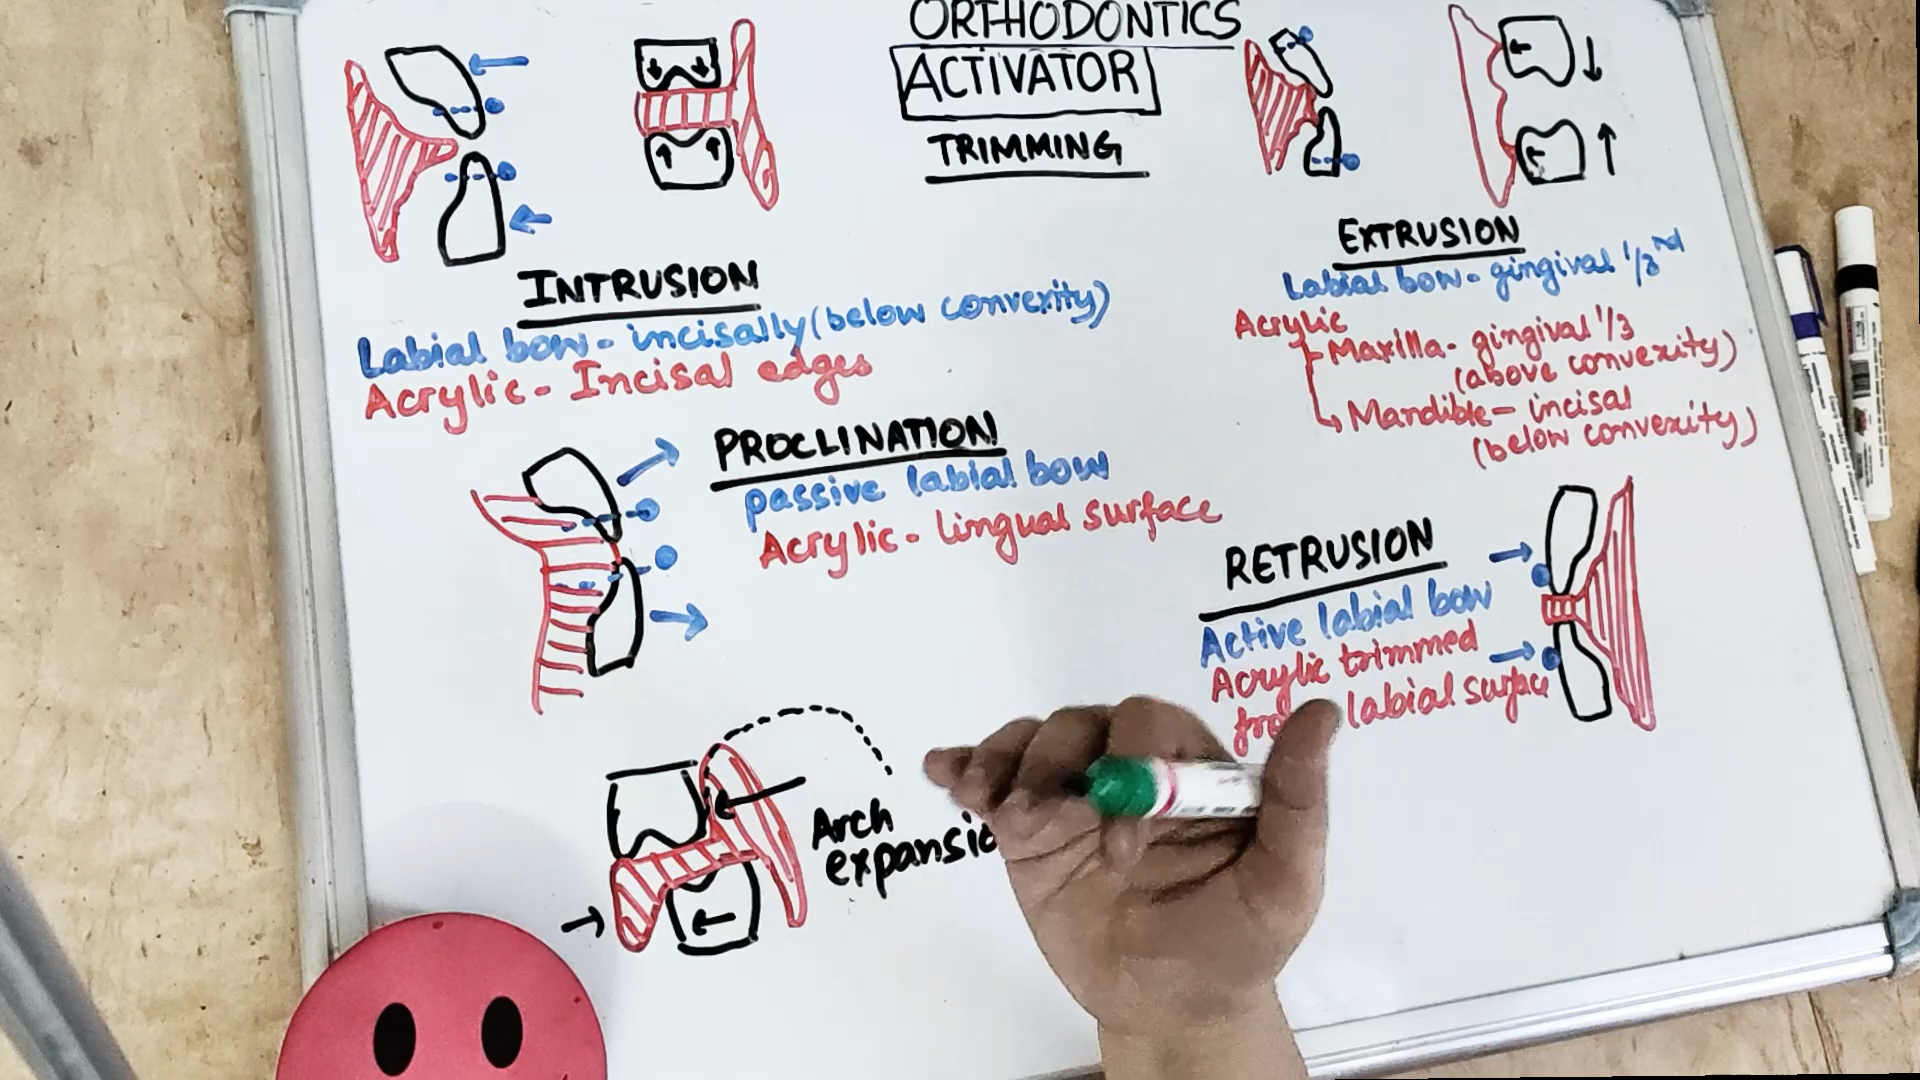 ORTHODONTICS
ACTIVATOR
TRIMMING
INTRUSION
Labial bow - incisally (below convexity)
Acrylic - Incisal edges
EXTRUSION
Labial bow - gingival 1/3rd
Acrylic
Maxilla - gingival 1/3
(above convexity)
Mandible - incisal
(below convexity)
PROCLINATION
passive labial bow
Acrylic - lingual surface
RETRUSION
Active labial bow
Acrylic trimmed
labial surface
Arch